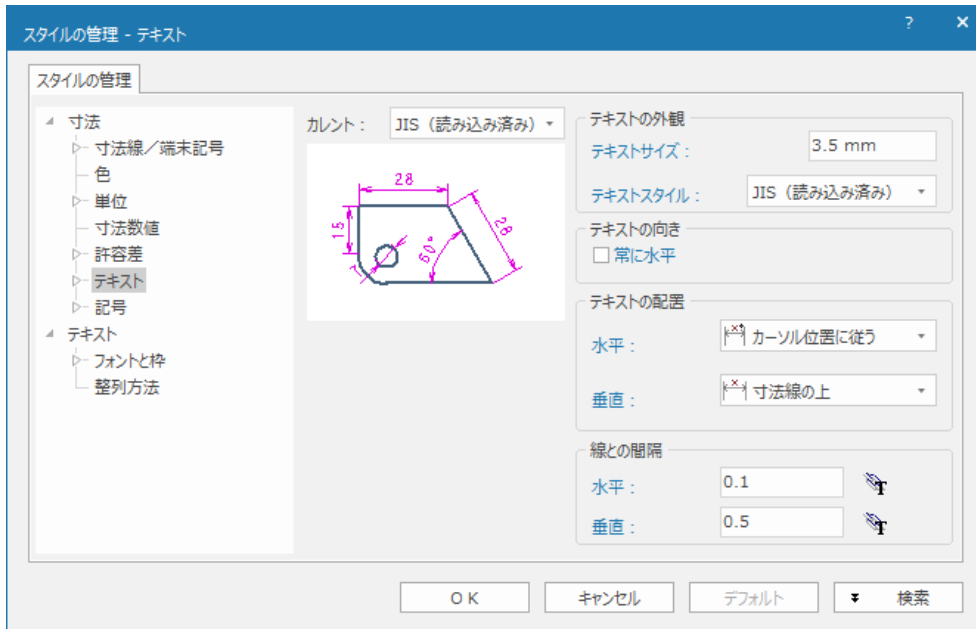 スタイルの管理 - テキスト
?
×
スタイルの管理
寸法
寸法線／端末記号
色
単位
寸法数値
許容差
テキスト
記号
テキスト
フォントと枠
整列方法
カレント： JIS（読み込み済み）
28
15
60°
28
7
テキストの外観
テキストサイズ： 3.5 mm
テキストスタイル： JIS（読み込み済み）
テキストの向き
常に水平
テキストの配置
水平： カーソル位置に従う
垂直： 寸法線の上
線との間隔
水平： 0.1
垂直： 0.5
ＯＫ
キャンセル
デフォルト
検索